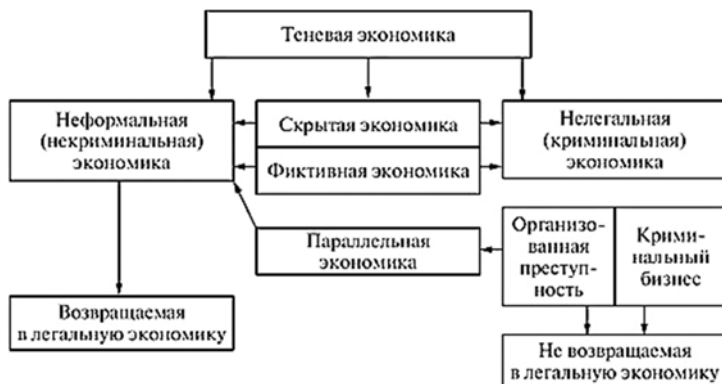 Теневая экономика
Неформальная
(некриминальная)
экономика
Скрытая экономика
Фиктивная экономика
Нелегальная
(криминальная)
экономика
Параллельная
экономика
Организо-
ванная
преступ-
ность
Крими-
нальный
бизнес
Возвращаемая
в легальную экономику
Не возвращаемая
в легальную экономику